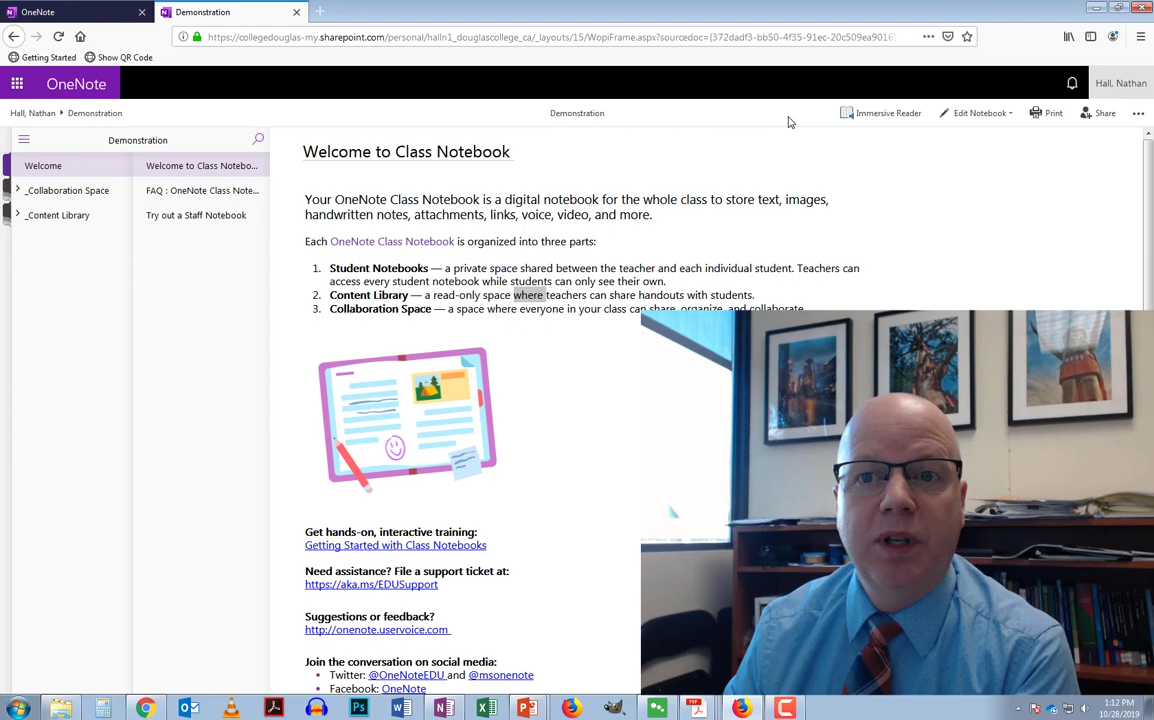 OneNote
Demonstration
https://collegedouglas-my.sharepoint.com/personal/halln1_douglascollege_ca/_layouts/15/WopiFrame.aspx?sourcedoc={372dadf3-bb50-4f35-91ec-20c509ea9016
Getting Started
Show QR Code
OneNote
Hall, Nathan
Hall, Nathan ▸ Demonstration
Demonstration
Immersive Reader
Edit Notebook
Print
Share
Demonstration
Welcome
_Collaboration Space
_Content Library
Welcome to Class Notebo...
FAQ : OneNote Class Note...
Try out a Staff Notebook
Welcome to Class Notebook
Your OneNote Class Notebook is a digital notebook for the whole class to store text, images,
handwritten notes, attachments, links, voice, video, and more.
Each OneNote Class Notebook is organized into three parts:
1. Student Notebooks — a private space shared between the teacher and each individual student. Teachers can
access every student notebook while students can only see their own.
2. Content Library — a read-only space where teachers can share handouts with students.
3. Collaboration Space — a space where everyone in your class can share, organize, and collaborate.
Get hands-on, interactive training:
Getting Started with Class Notebooks
Need assistance? File a support ticket at:
https://aka.ms/EDUSupport
Suggestions or feedback?
http://onenote.uservoice.com
Join the conversation on social media:
• Twitter: @OneNoteEDU and @msonenote
• Facebook: OneNote
1:12 PM
10/28/2019